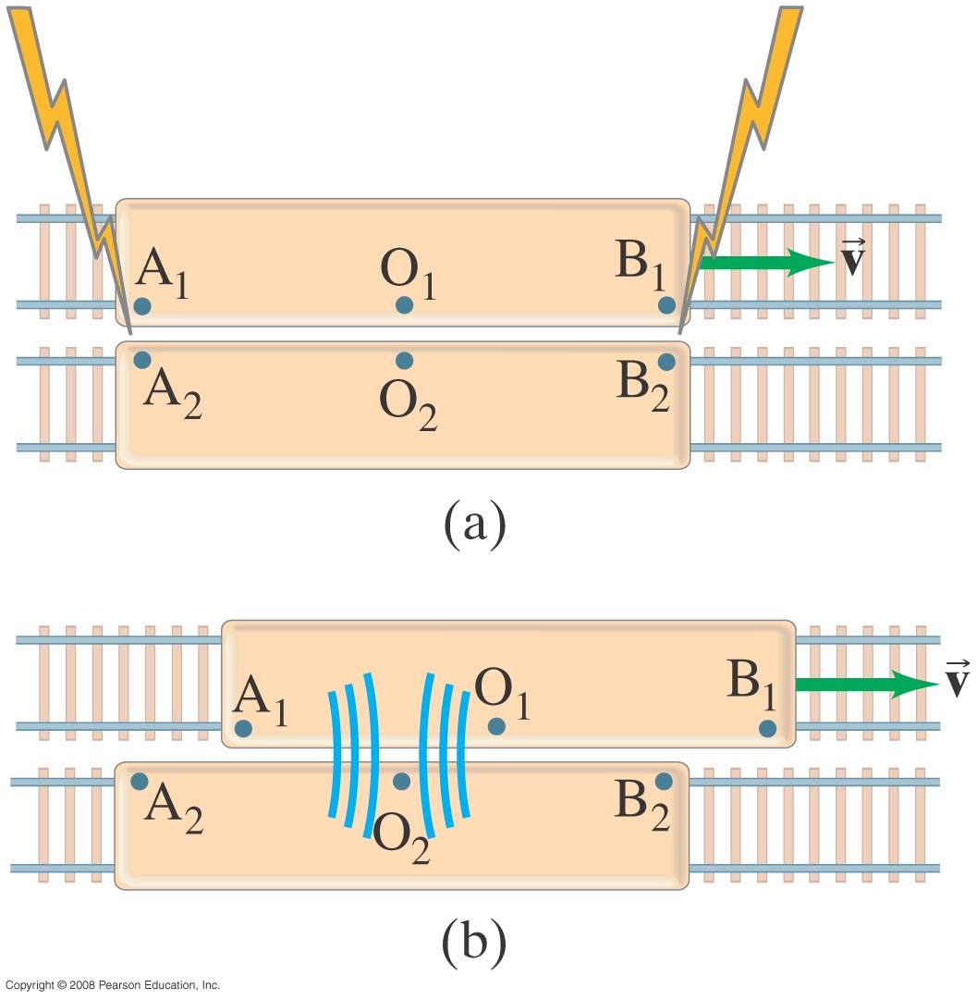 A₁ O₁ B₁ v⃗
A₂ O₂ B₂
(a)
A₁ O₁ B₁ v⃗
A₂ O₂ B₂
(b)
Copyright © 2008 Pearson Education, Inc.